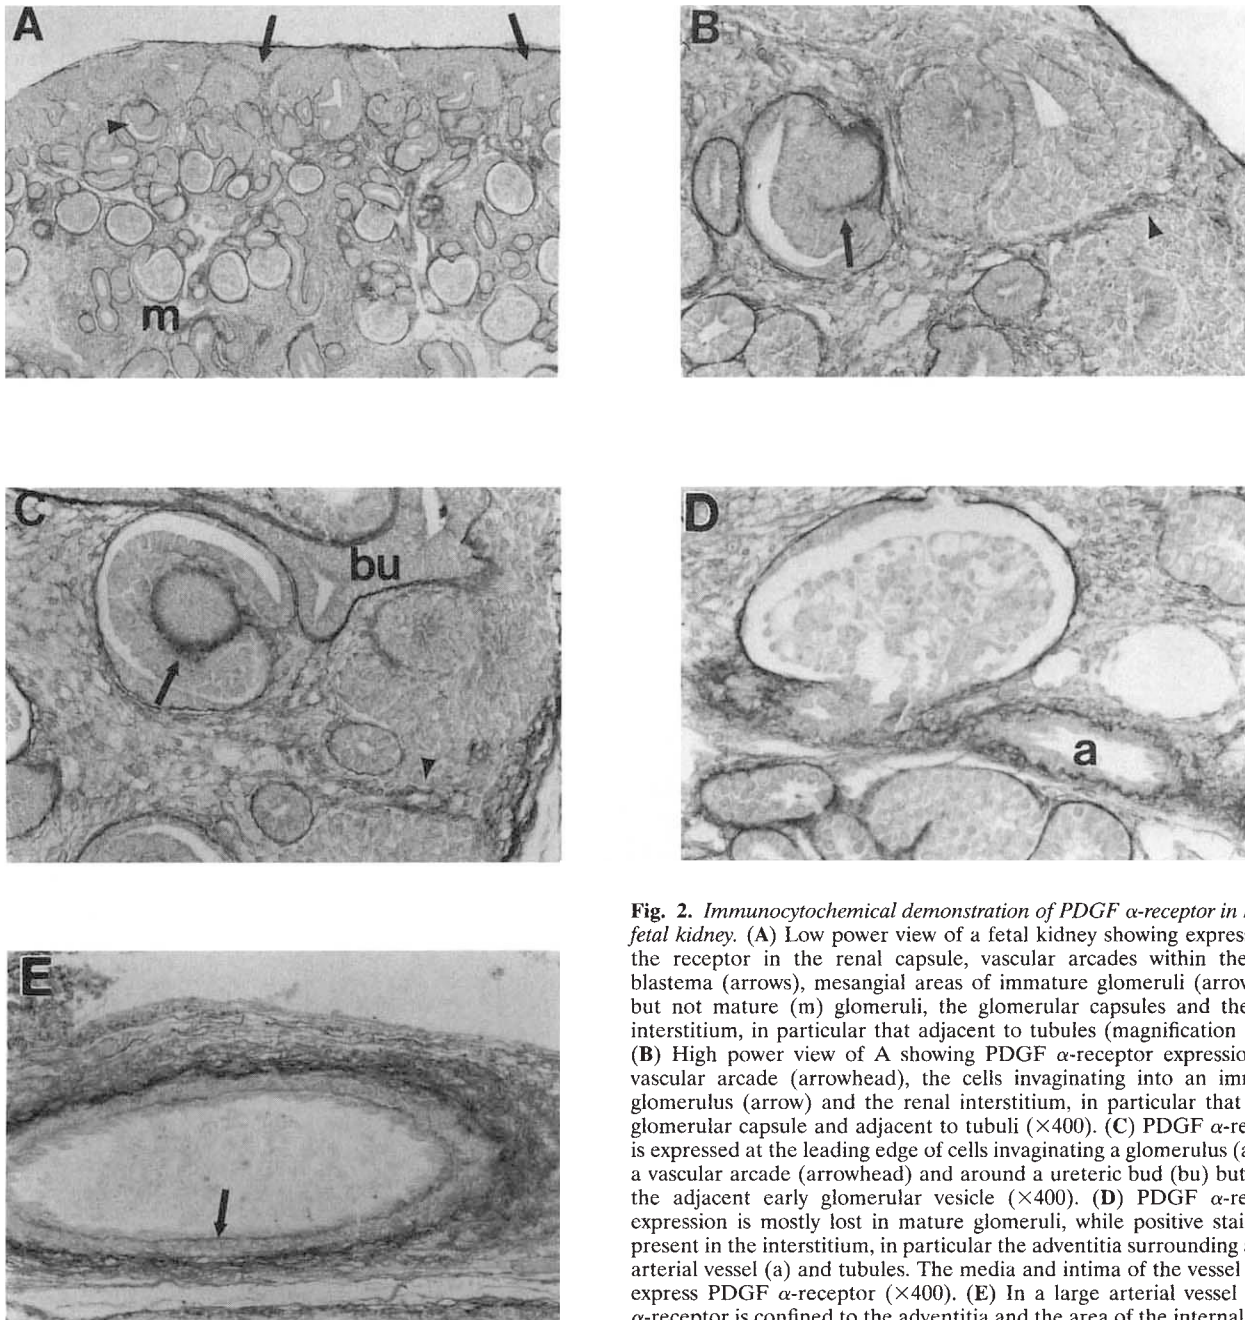 A
m
B
C
bu
D
a
E
Fig. 2. Immunocytochemical demonstration of PDGF α-receptor in
fetal kidney. (A) Low power view of a fetal kidney showing
the receptor in the renal capsule, vascular arcades within the
blastema (arrows), mesangial areas of immature glomeruli
but not mature (m) glomeruli, the glomerular capsules and the
interstitium, in particular that adjacent to tubules (magnification
(B) High power view of A showing PDGF α-receptor
vascular arcade (arrowhead), the cells invaginating into an
glomerulus (arrow) and the renal interstitium, in particular that
glomerular capsule and adjacent to tubuli (×400). (C) PDGF
is expressed at the leading edge of cells invaginating a glomerulus
a vascular arcade (arrowhead) and around a ureteric bud (bu) but
the adjacent early glomerular vesicle (×400). (D) PDGF
expression is mostly lost in mature glomeruli, while positive
present in the interstitium, in particular the adventitia surrounding
arterial vessel (a) and tubules. The media and intima of the vessel
express PDGF α-receptor (×400). (E) In a large arterial vessel
α-receptor is confined to the adventitia and the area of the internal